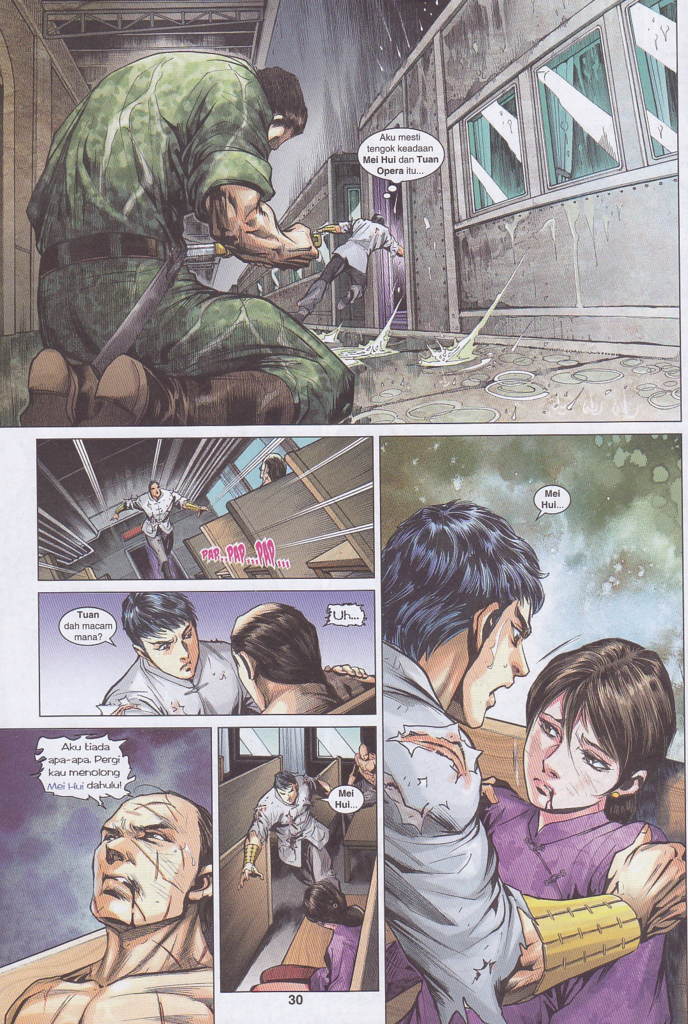 Aku mesti
tengok keadaan
Mei Hui dan Tuan
Opera itu...
PAP..PAP...PAP...
Tuan
dah macam
mana?
Uh...
Aku tiada
apa-apa. Pergi
kau menolong
Mei Hui dahulu!
Mei
Hui...
Mei
Hui...
30